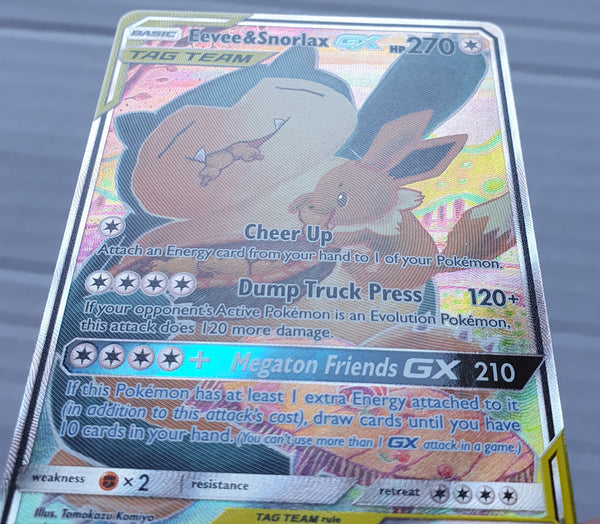 BASIC Eevee&Snorlax GX HP 270
TAG TEAM
Cheer Up
Attach an Energy card from your hand to 1 of your Pokémon.
Dump Truck Press 120+
If your opponent's Active Pokémon is an Evolution Pokémon,
this attack does 120 more damage.
+ Megaton Friends GX 210
If this Pokémon has at least 1 extra Energy attached to it
(in addition to this attack's cost), draw cards until you have
10 cards in your hand. (You can't use more than 1 GX attack in a game.)
weakness ×2 resistance retreat
Illus. Tomokazu Komiya
TAG TEAM rule